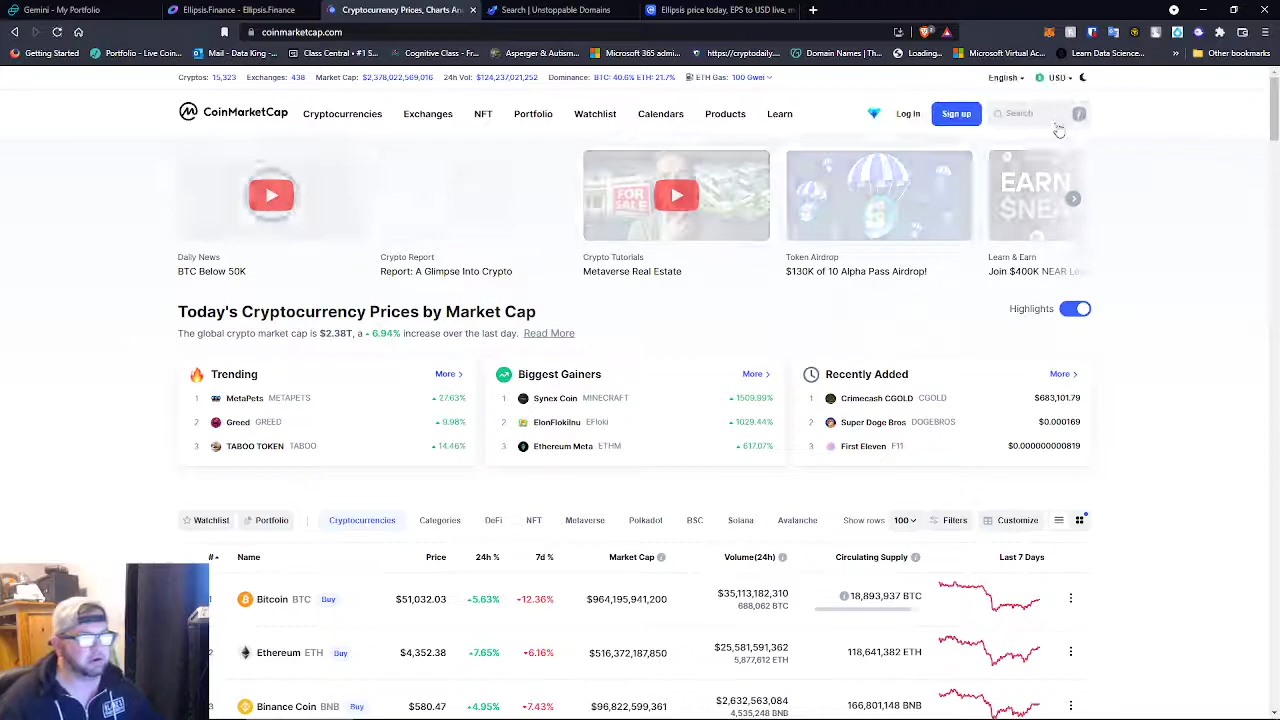 Gemini - My Portfolio
Ellipsis.Finance - Ellipsis.Finance
Cryptocurrency Prices, Charts An
Search | Unstoppable Domains
Ellipsis price today, EPS to USD live, m
coinmarketcap.com
Getting Started
Portfolio – Live Coin...
Mail - Data King -...
Class Central • #1 S...
Cognitive Class - Fr...
Asperger & Autism...
Microsoft 365 admi...
https://cryptodaily...
Domain Names | Th...
Loading...
Microsoft Virtual Ac...
Learn Data Science...
Other bookmarks
Cryptos: 15,323 Exchanges: 438 Market Cap: $2,378,022,569,016 24h Vol: $124,237,021,252 Dominance: BTC: 40.6% ETH: 21.7% ETH Gas: 100 Gwei
English USD
CoinMarketCap Cryptocurrencies Exchanges NFT Portfolio Watchlist Calendars Products Learn Log In Sign up Search /
FOR SALE
EARN
$NEA
Daily News
BTC Below 50K
Crypto Report
Report: A Glimpse Into Crypto
Crypto Tutorials
Metaverse Real Estate
Token Airdrop
$130K of 10 Alpha Pass Airdrop!
Learn & Earn
Join $400K NEAR Le
Today's Cryptocurrency Prices by Market Cap
Highlights
The global crypto market cap is $2.38T, a 6.94% increase over the last day. Read More
Trending More
1 MetaPets METAPETS 27.63%
2 Greed GREED 9.98%
3 TABOO TOKEN TABOO 14.46%
Biggest Gainers More
1 Synex Coin MINECRAFT 1509.99%
2 ElonFlokiInu EFloki 1029.44%
3 Ethereum Meta ETHM 617.07%
Recently Added More
1 Crimecash CGOLD CGOLD $683,101.79
2 Super Doge Bros DOGEBROS $0.000169
3 First Eleven F11 $0.000000000819
Watchlist Portfolio Cryptocurrencies Categories DeFi NFT Metaverse Polkadot BSC Solana Avalanche Show rows 100 Filters Customize
# Name Price 24h % 7d % Market Cap Volume(24h) Circulating Supply Last 7 Days
1 Bitcoin BTC Buy $51,032.03 +5.63% -12.36% $964,195,941,200 $35,113,182,310 18,893,937 BTC
688,062 BTC
2 Ethereum ETH Buy $4,352.38 +7.65% -6.16% $516,372,187,850 $25,581,591,362 118,641,382 ETH
5,877,612 ETH
3 Binance Coin BNB Buy $580.47 +4.95% -7.43% $96,822,599,361 $2,632,563,084 166,801,148 BNB
4,535,248 BNB